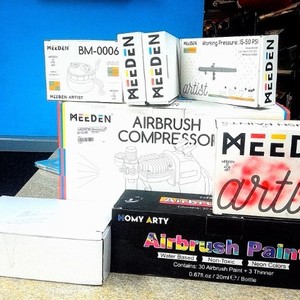 MEEDEN
BM-0006
MEEDEN ARTIST
MEEDEN
MEEDEN
MEEDEN
Working Pressure: 15-50 PSI
artist
MEEDEN
AIRBRUSH
COMPRESSOR
MEED
artis
HOMY ARTY
Airbrush Paint
Water Based
Non-Toxic
Neon Colors
Contains: 30 Airbrush Paint + 3 Thinner
0.67fl.oz / 20ml / Bottle